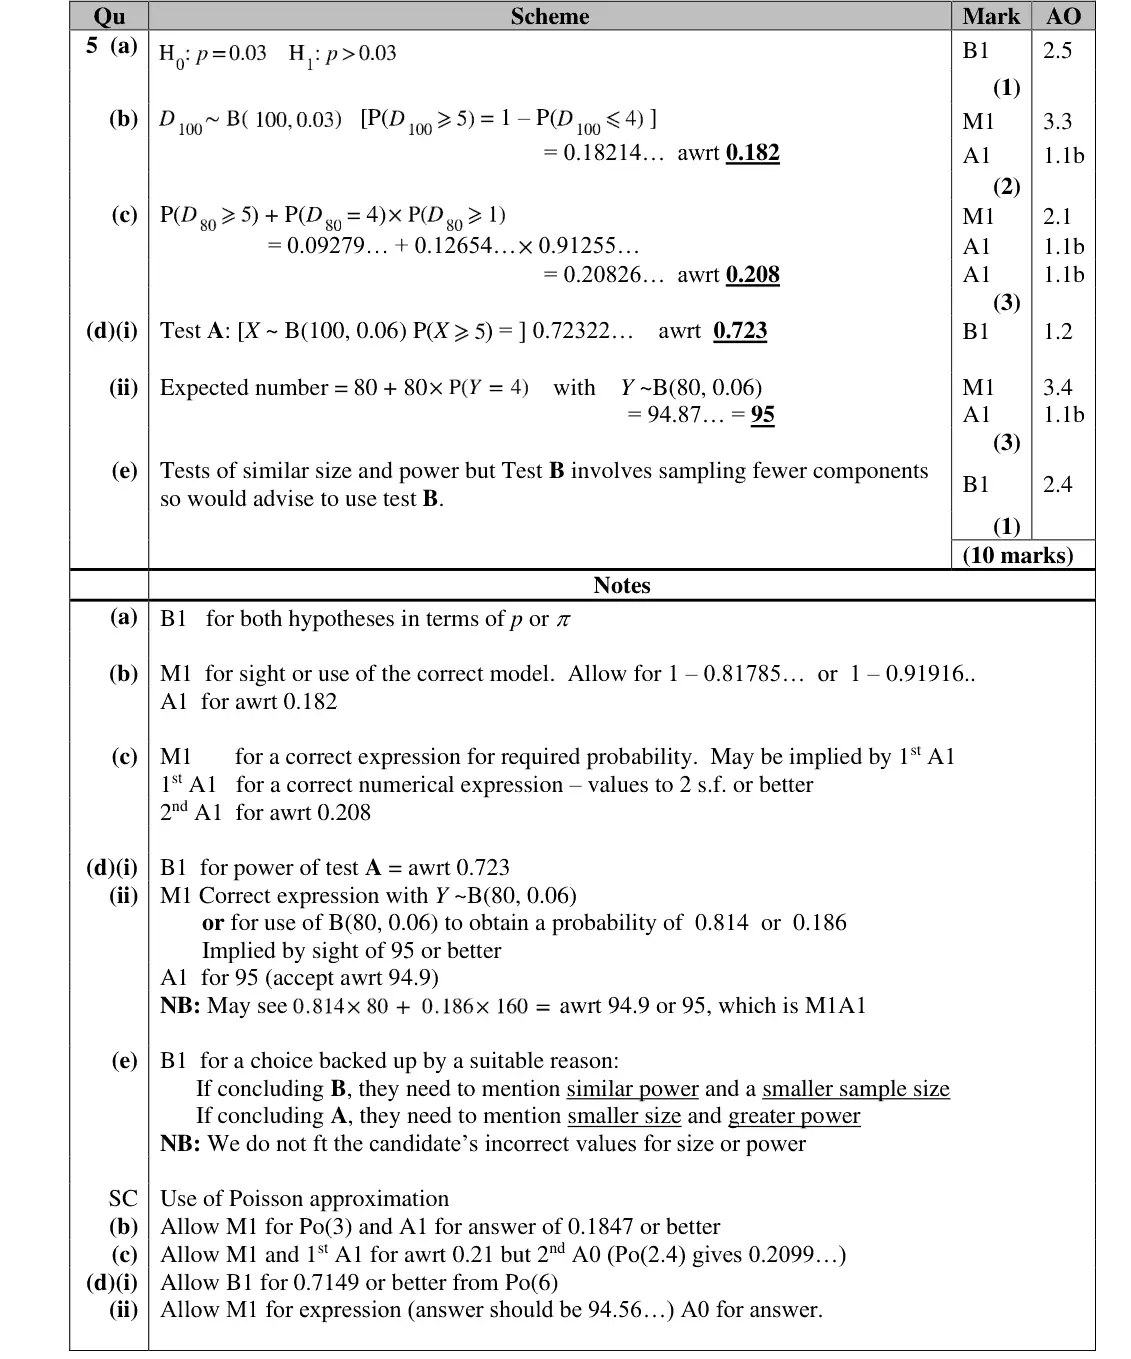 Qu Scheme Mark AO
5 (a) H0: p = 0.03 H1: p > 0.03 B1 2.5
(1)
(b) D100 ~ B( 100, 0.03) [P(D100 ⩾ 5) = 1 – P(D100 ⩽ 4) ] M1 3.3
= 0.18214… awrt 0.182 A1 1.1b
(2)
(c) P(D80 ⩾ 5) + P(D80 = 4)× P(D80 ⩾ 1) M1 2.1
= 0.09279… + 0.12654…× 0.91255… A1 1.1b
= 0.20826… awrt 0.208 A1 1.1b
(3)
(d)(i) Test A: [X ~ B(100, 0.06) P(X ⩾ 5) = ] 0.72322… awrt 0.723 B1 1.2
(ii) Expected number = 80 + 80× P(Y = 4) with Y ~B(80, 0.06) M1 3.4
= 94.87… = 95 A1 1.1b
(3)
(e) Tests of similar size and power but Test B involves sampling fewer components
so would advise to use test B. B1 2.4
(1)
(10 marks)
Notes
(a) B1 for both hypotheses in terms of p or π
(b) M1 for sight or use of the correct model. Allow for 1 – 0.81785… or 1 – 0.91916..
A1 for awrt 0.182
(c) M1 for a correct expression for required probability. May be implied by 1st A1
1st A1 for a correct numerical expression – values to 2 s.f. or better
2nd A1 for awrt 0.208
(d)(i) B1 for power of test A = awrt 0.723
(ii) M1 Correct expression with Y ~B(80, 0.06)
or for use of B(80, 0.06) to obtain a probability of 0.814 or 0.186
Implied by sight of 95 or better
A1 for 95 (accept awrt 94.9)
NB: May see 0.814× 80 + 0.186× 160 = awrt 94.9 or 95, which is M1A1
(e) B1 for a choice backed up by a suitable reason:
If concluding B, they need to mention similar power and a smaller sample size
If concluding A, they need to mention smaller size and greater power
NB: We do not ft the candidate's incorrect values for size or power
SC Use of Poisson approximation
(b) Allow M1 for Po(3) and A1 for answer of 0.1847 or better
(c) Allow M1 and 1st A1 for awrt 0.21 but 2nd A0 (Po(2.4) gives 0.2099…)
(d)(i) Allow B1 for 0.7149 or better from Po(6)
(ii) Allow M1 for expression (answer should be 94.56…) A0 for answer.